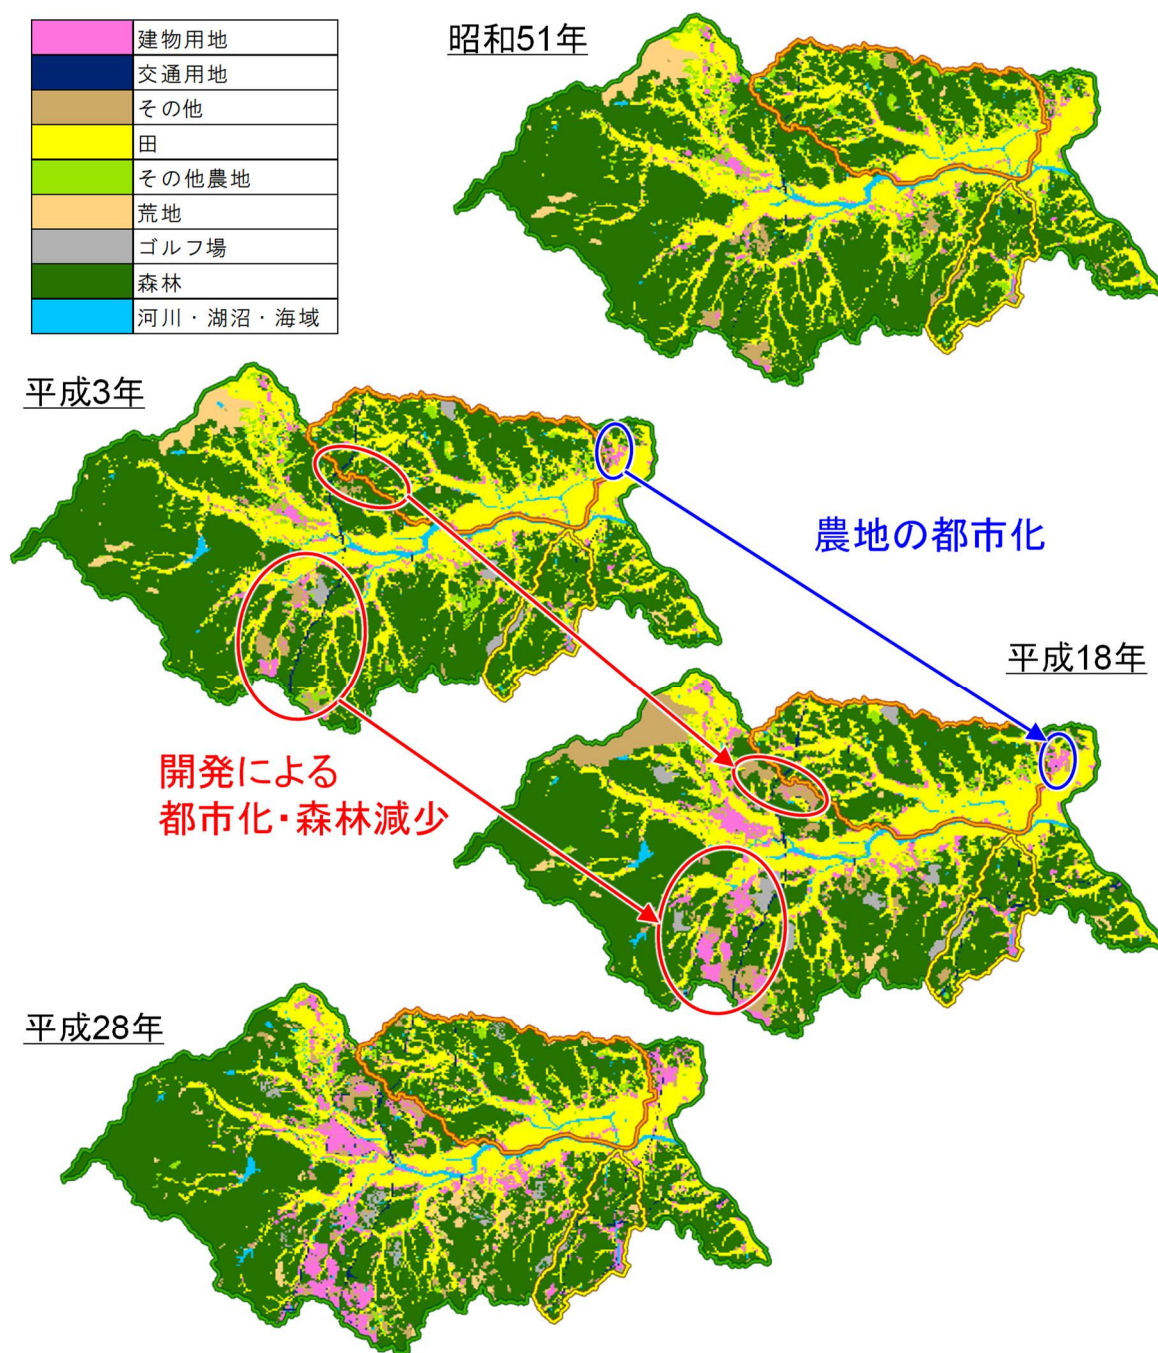 建物用地
交通用地
その他
田
その他農地
荒地
ゴルフ場
森林
河川・湖沼・海域
昭和51年
平成3年
農地の都市化
平成18年
開発による
都市化・森林減少
平成28年